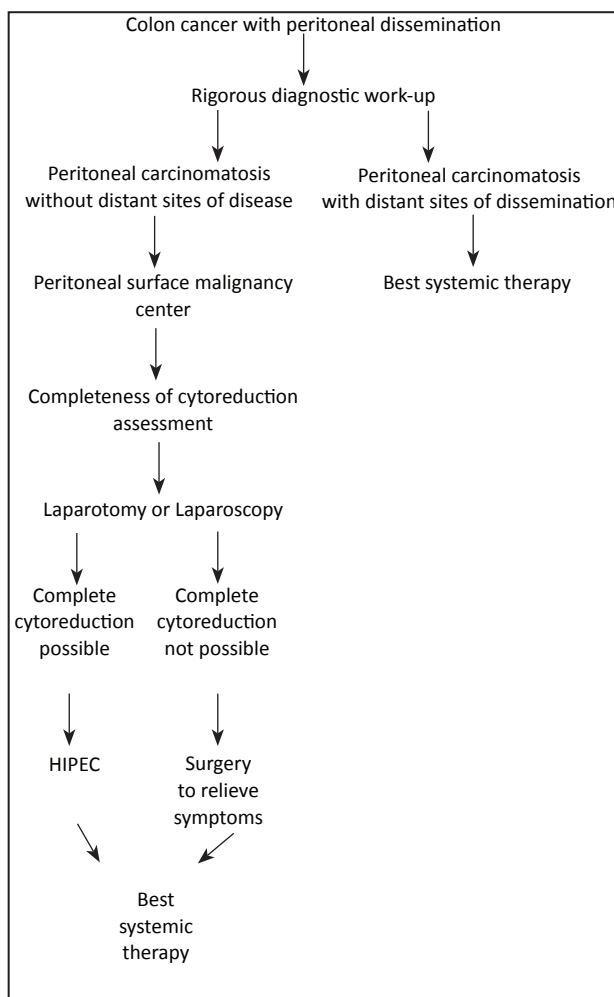 Colon cancer with peritoneal dissemination
Rigorous diagnostic work-up
Peritoneal carcinomatosis
without distant sites of disease
Peritoneal carcinomatosis
with distant sites of dissemination
Peritoneal surface malignancy
center
Best systemic therapy
Completeness of cytoreduction
assessment
Laparotomy or Laparoscopy
Complete
cytoreduction
possible
Complete
cytoreduction
not possible
HIPEC
Surgery
to relieve
symptoms
Best
systemic
therapy